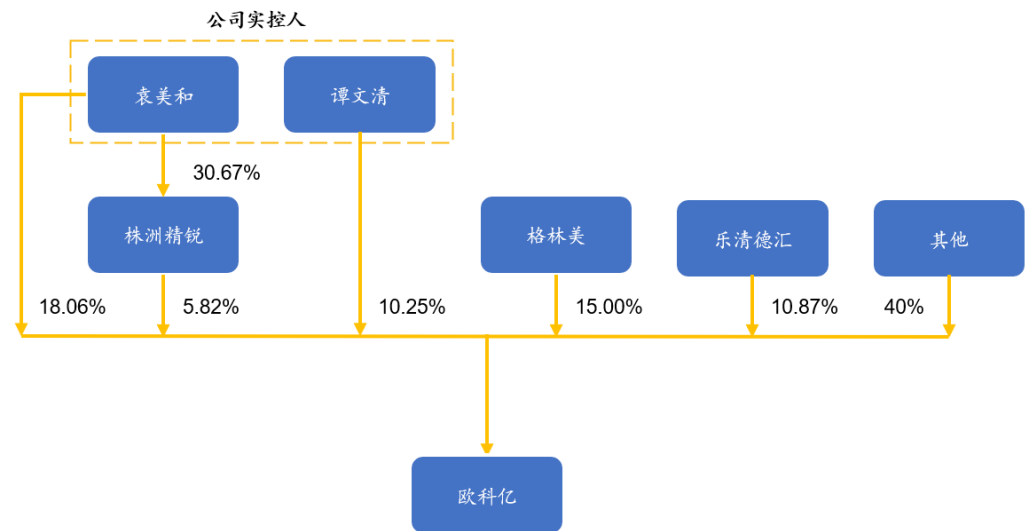 公司实控人
袁美和
谭文清
30.67%
株洲精锐
格林美
乐清德汇
其他
18.06%
5.82%
10.25%
15.00%
10.87%
40%
欧科亿